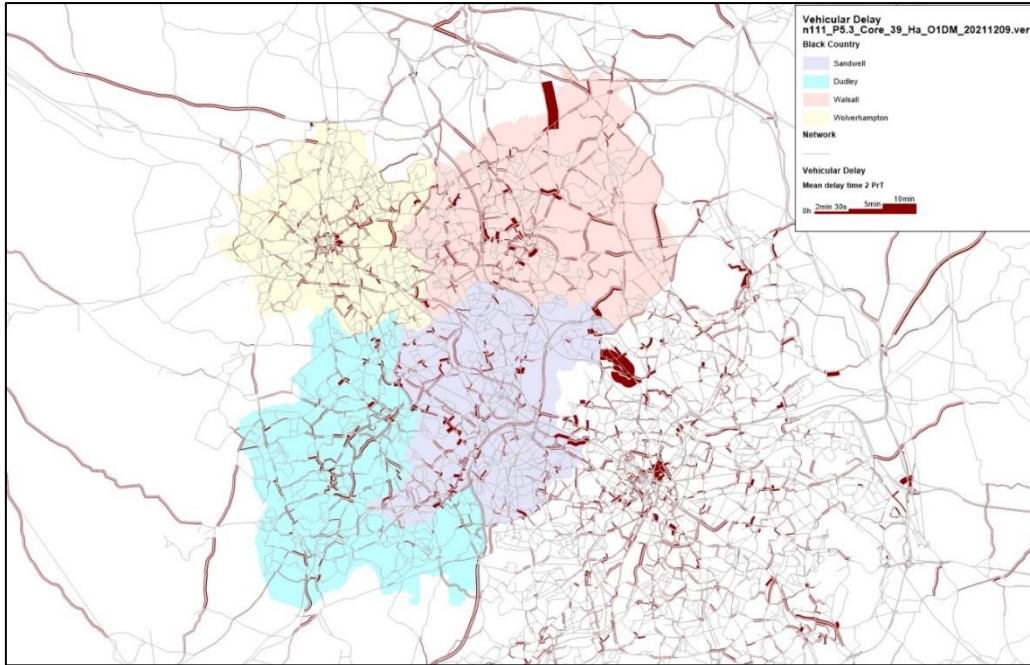 Vehicular Delay
n111_P5.3_Core_39_Ha_O1DM_20211209.ver
Black Country
Sandwell
Dudley
Walsall
Wolverhampton
Network
Vehicular Delay
Mean delay time 2 PrT
0h 2min 30s 5min 10min